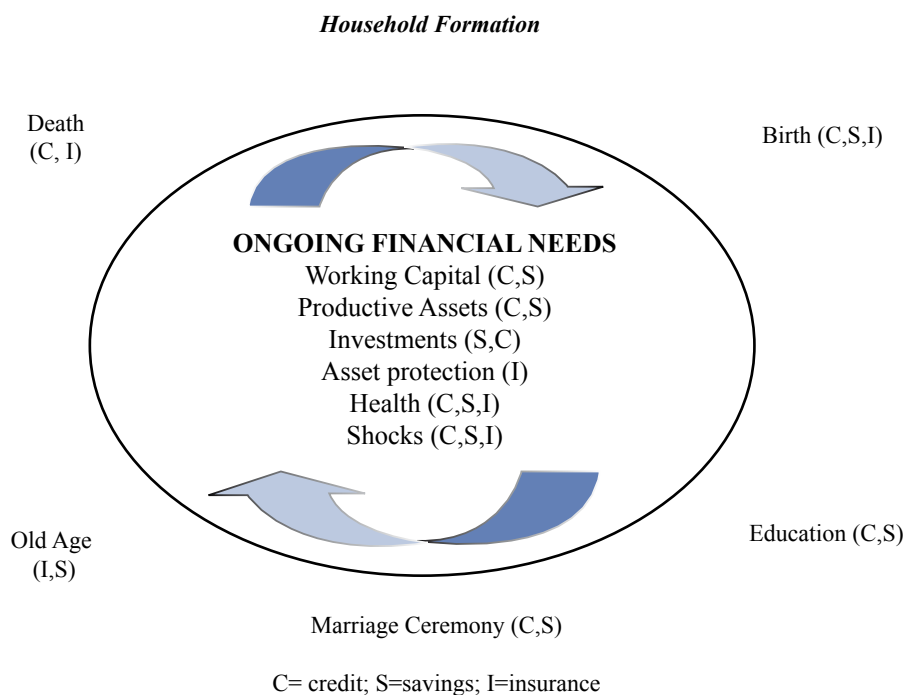 Household Formation
Death
(C, I)
Birth (C,S,I)
ONGOING FINANCIAL NEEDS
Working Capital (C,S)
Productive Assets (C,S)
Investments (S,C)
Asset protection (I)
Health (C,S,I)
Shocks (C,S,I)
Old Age
(I,S)
Education (C,S)
Marriage Ceremony (C,S)
C= credit; S=savings; I=insurance